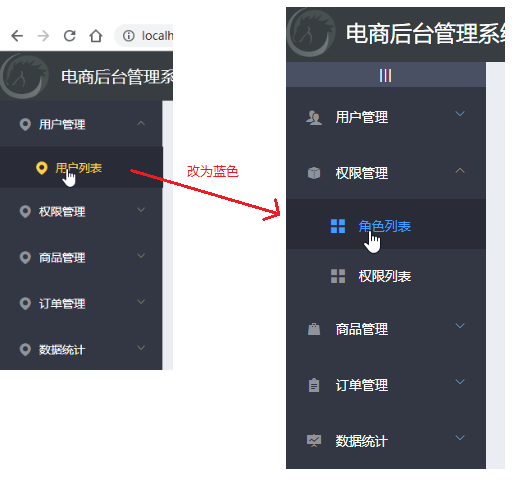 localh
电商后台管理系
用户管理
用户列表
权限管理
商品管理
订单管理
数据统计
改为蓝色
电商后台管理系
|||
用户管理
权限管理
角色列表
权限列表
商品管理
订单管理
数据统计